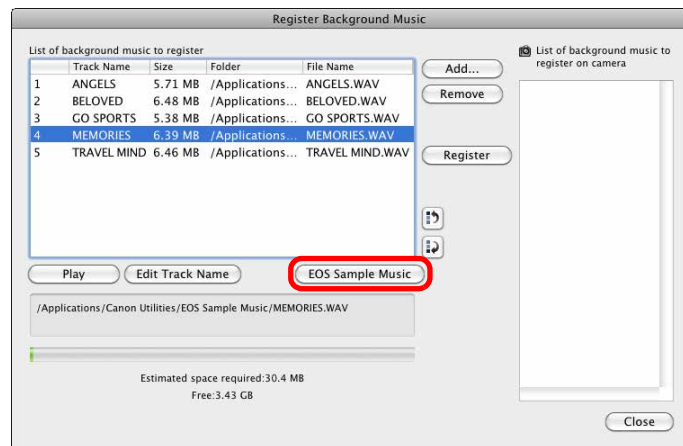 Register Background Music
List of background music to register
Track Name Size Folder File Name
1 ANGELS 5.71 MB /Applications... ANGELS.WAV
2 BELOVED 6.48 MB /Applications... BELOVED.WAV
3 GO SPORTS 5.38 MB /Applications... GO SPORTS.WAV
4 MEMORIES 6.39 MB /Applications... MEMORIES.WAV
5 TRAVEL MIND 6.46 MB /Applications... TRAVEL MIND.WAV
Add...
Remove
Register
Play Edit Track Name EOS Sample Music
/Applications/Canon Utilities/EOS Sample Music/MEMORIES.WAV
Estimated space required:30.4 MB
Free:3.43 GB
List of background music to
register on camera
Close